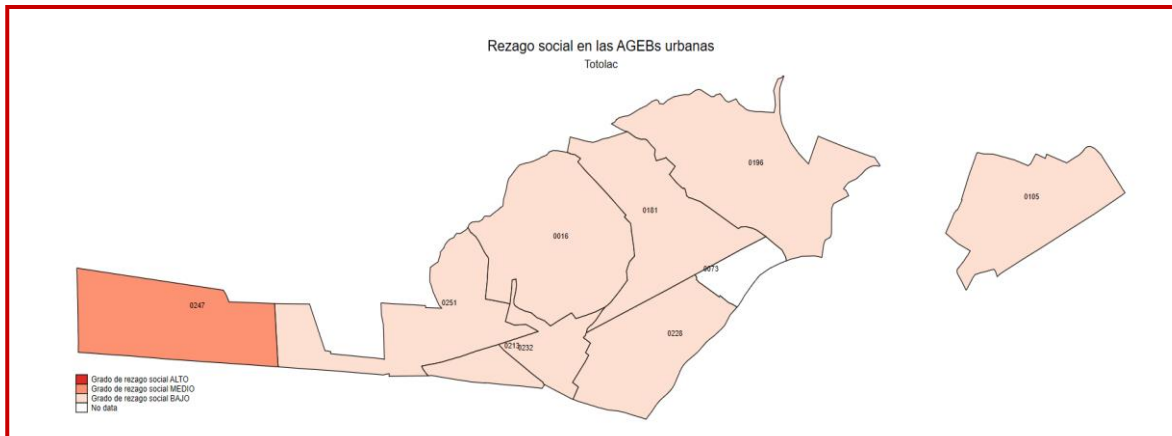 Rezago social en las AGEBs urbanas
Totolac
0196
0105
0181
0016
0073
0251
0247
0228
0213
0232
Grado de rezago social ALTO
Grado de rezago social MEDIO
Grado de rezago social BAJO
No data